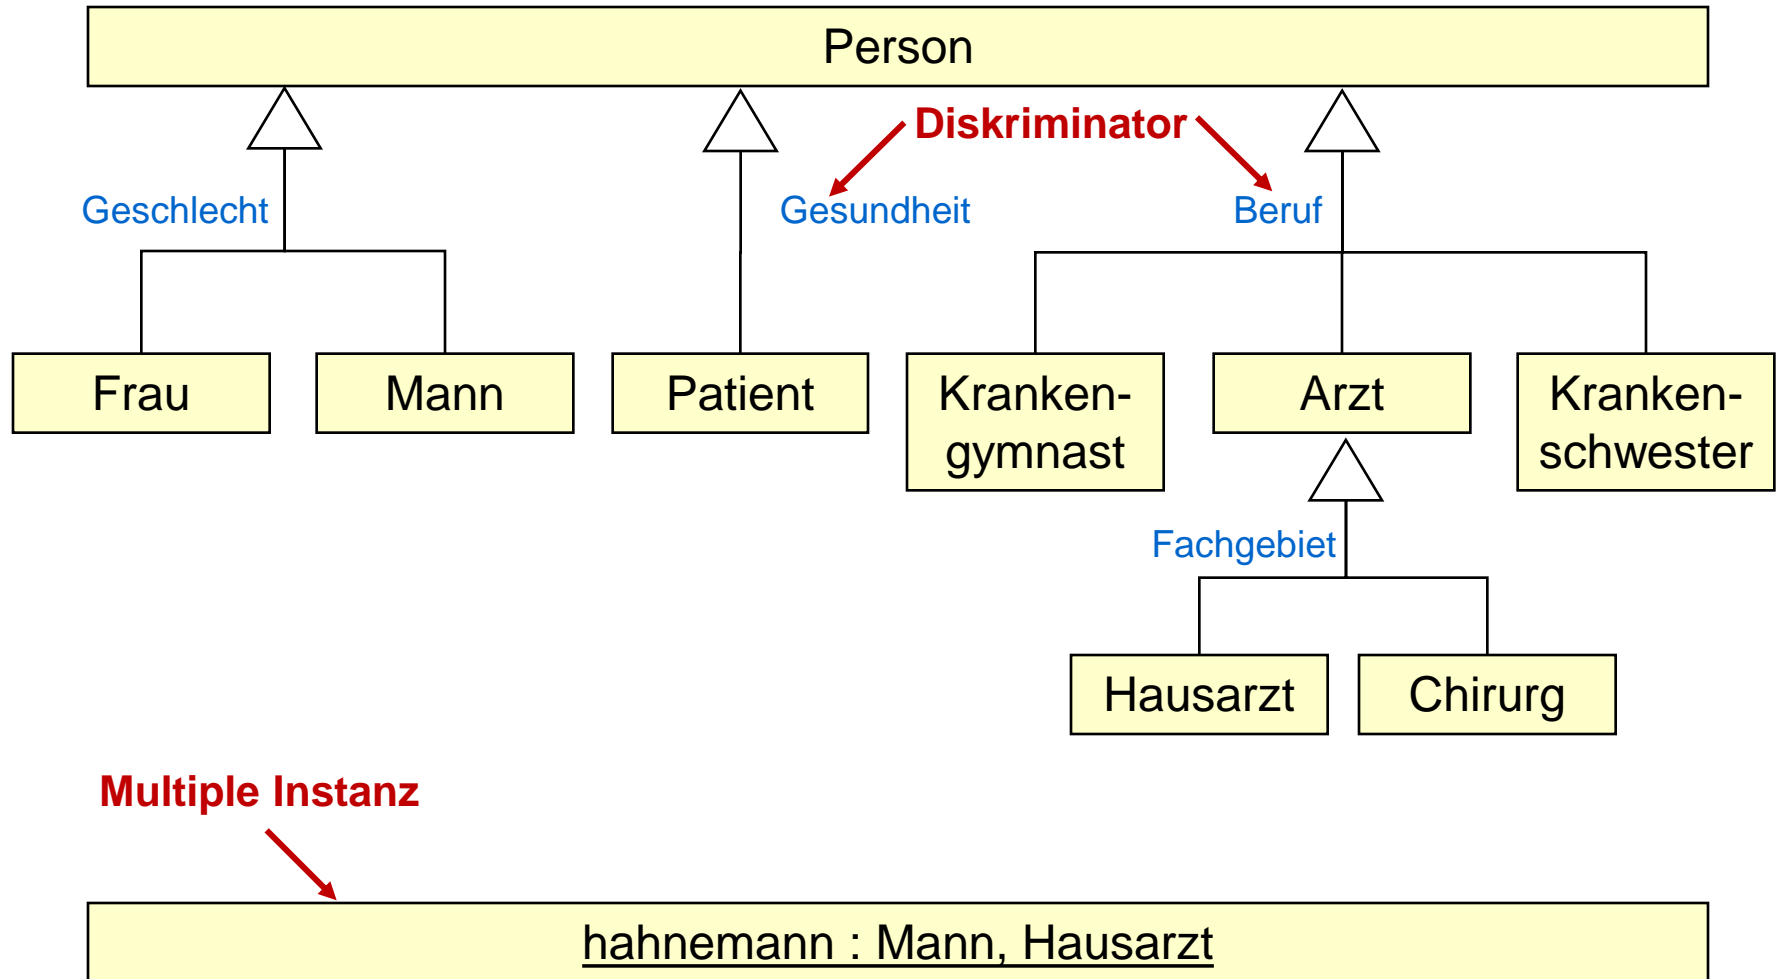 Person
Diskriminator
Geschlecht
Gesundheit
Beruf
Frau
Mann
Patient
Kranken-
gymnast
Arzt
Kranken-
schwester
Fachgebiet
Hausarzt
Chirurg
Multiple Instanz
hahnemann : Mann, Hausarzt